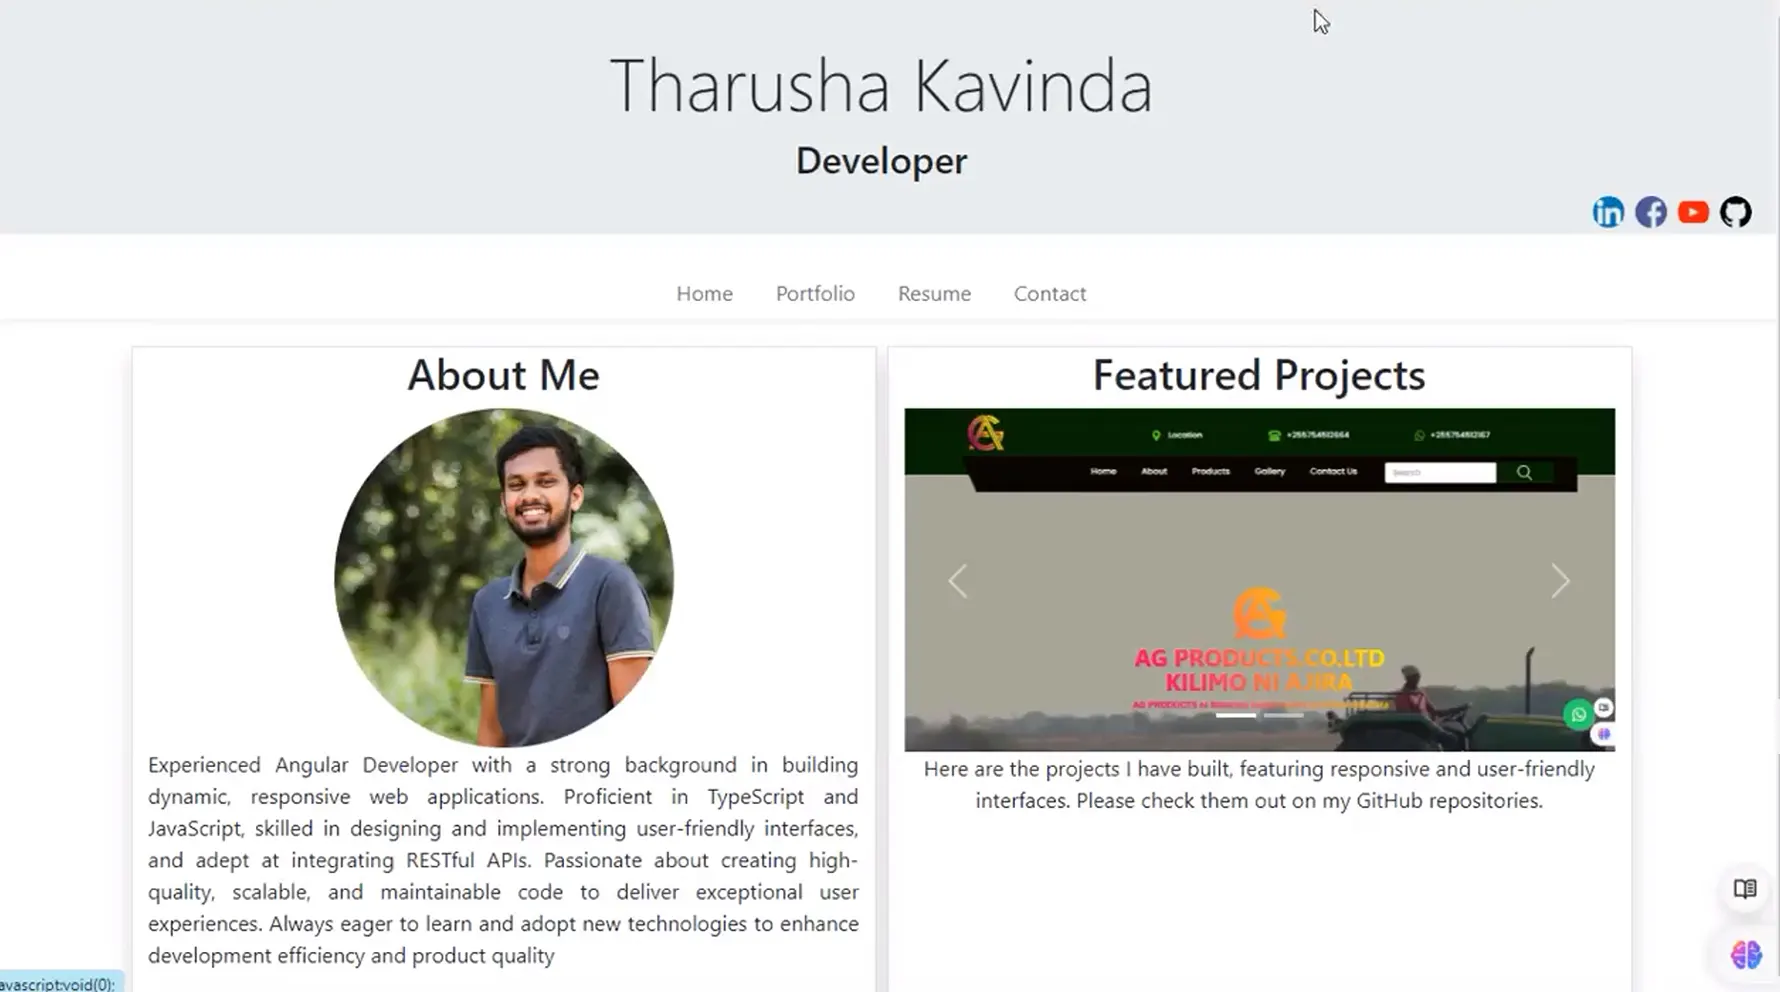 Tharusha Kavinda
Developer
Home Portfolio Resume Contact
About Me
Experienced Angular Developer with a strong background in building
dynamic, responsive web applications. Proficient in TypeScript and
JavaScript, skilled in designing and implementing user-friendly interfaces,
and adept at integrating RESTful APIs. Passionate about creating high-
quality, scalable, and maintainable code to deliver exceptional user
experiences. Always eager to learn and adopt new technologies to enhance
development efficiency and product quality
Featured Projects
Location
Home About Products Gallery Contact Us Search
AG PRODUCTS.CO.LTD
KILIMO NI AJIRA
Here are the projects I have built, featuring responsive and user-friendly
interfaces. Please check them out on my GitHub repositories.
avascript:void(0);